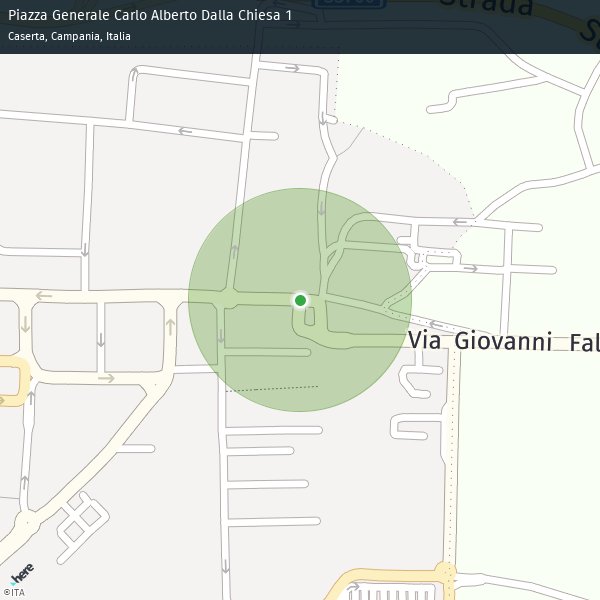 Piazza Generale Carlo Alberto Dalla Chiesa 1
Caserta, Campania, Italia
Strada
Via Giovanni Fal
here
©ITA